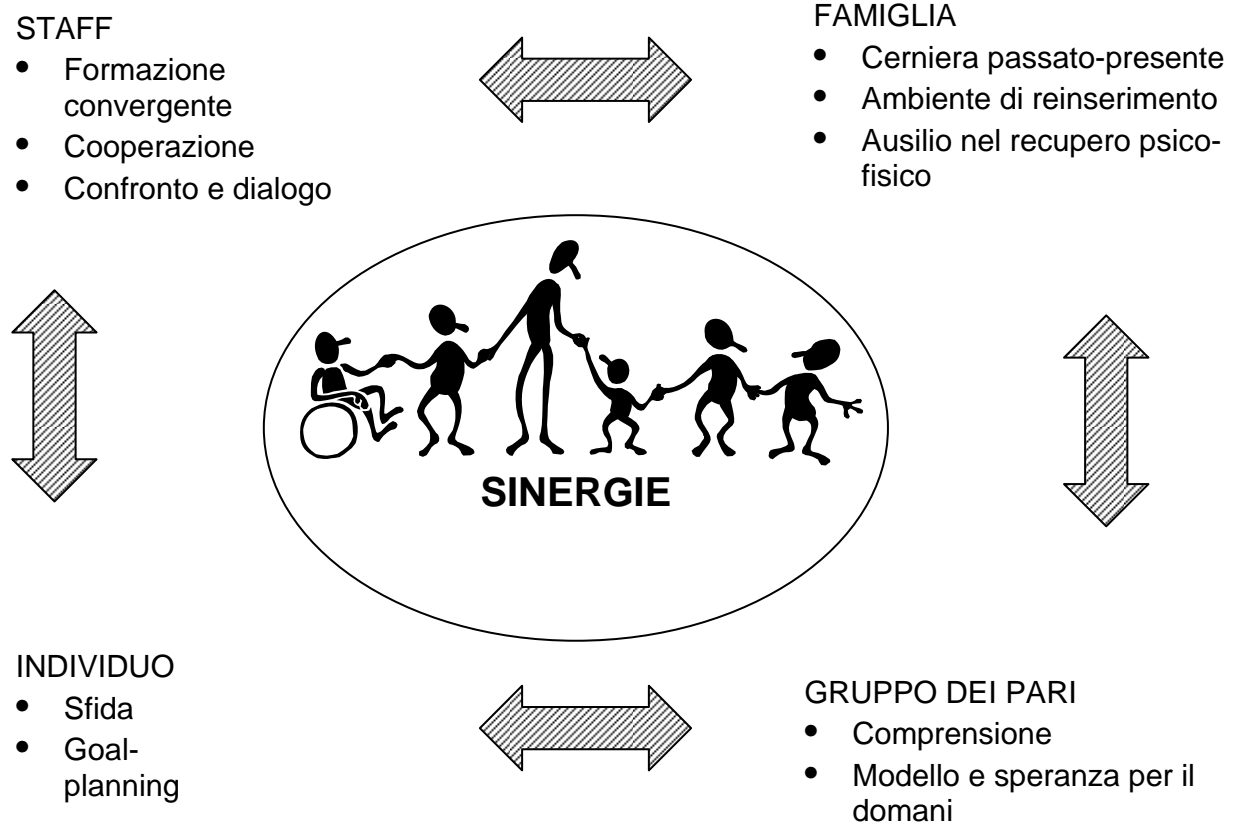 STAFF
• Formazione
convergente
• Cooperazione
• Confronto e dialogo
FAMIGLIA
• Cerniera passato-presente
• Ambiente di reinserimento
• Ausilio nel recupero psico-
fisico
SINERGIE
INDIVIDUO
• Sfida
• Goal-
planning
GRUPPO DEI PARI
• Comprensione
• Modello e speranza per il
domani